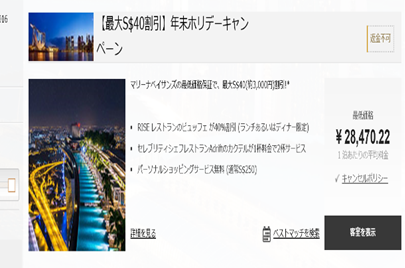 【最大S$40割引】年末ホリデーキャン
ペーン
返金不可
マリーナベイサンズの最低価格保証で、最大S$40(約3,000円)割引!*
RISE レストランのビュッフェ が40%割引 (ランチあるいはディナー限定)
セレブリティシェフレストランAdrift のカクテルが1杯料金で2杯サービス
パーソナルショッピングサービス無料 (通常S$250)
詳細を見る
ベストマッチを検索
最低価格
¥ 28,470.22
1 泊あたりの平均料金
√ キャンセルポリシー
客室を表示